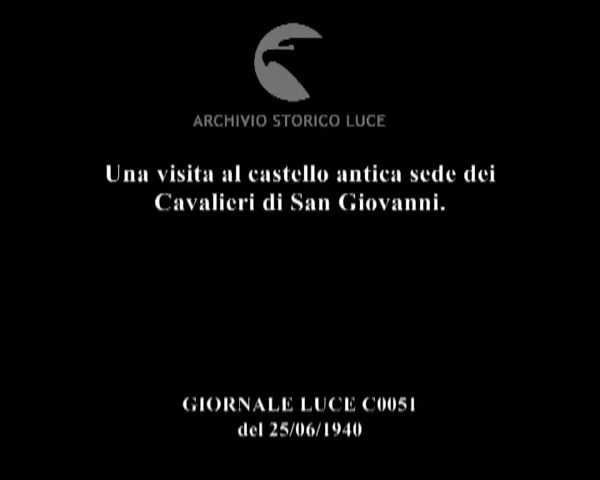 ARCHIVIO STORICO LUCE
Una visita al castello antica sede dei
Cavalieri di San Giovanni.
GIORNALE LUCE C0051
del 25/06/1940